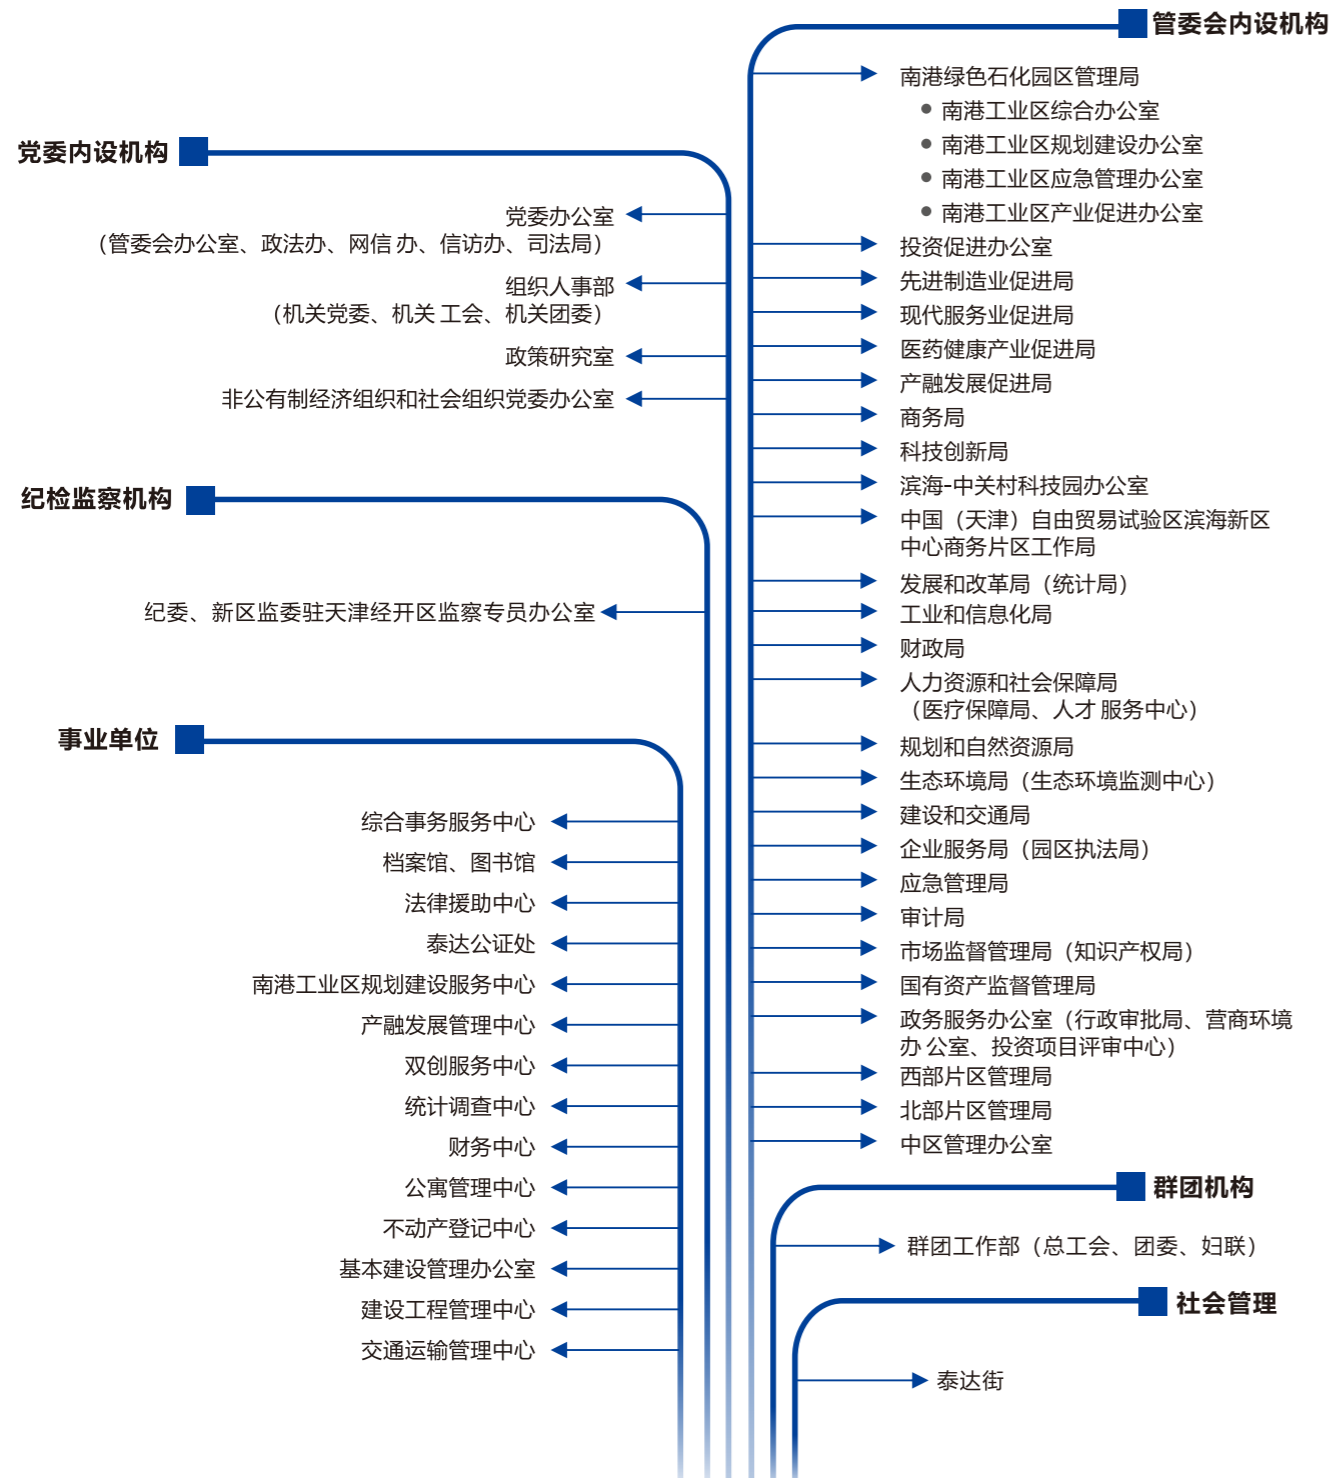 党委内设机构
党委办公室
（管委会办公室、政法办、网信 办、信访办、司法局）
组织人事部
（机关党委、机关 工会、机关团委）
政策研究室
非公有制经济组织和社会组织党委办公室
纪检监察机构
纪委、新区监委驻天津经开区监察专员办公室
事业单位
综合事务服务中心
档案馆、图书馆
法律援助中心
泰达公证处
南港工业区规划建设服务中心
产融发展管理中心
双创服务中心
统计调查中心
财务中心
公寓管理中心
不动产登记中心
基本建设管理办公室
建设工程管理中心
交通运输管理中心
管委会内设机构
南港绿色石化园区管理局
● 南港工业区综合办公室
● 南港工业区规划建设办公室
● 南港工业区应急管理办公室
● 南港工业区产业促进办公室
投资促进办公室
先进制造业促进局
现代服务业促进局
医药健康产业促进局
产融发展促进局
商务局
科技创新局
滨海-中关村科技园办公室
中国（天津）自由贸易试验区滨海新区
中心商务片区工作局
发展和改革局（统计局）
工业和信息化局
财政局
人力资源和社会保障局
（医疗保障局、人才 服务中心）
规划和自然资源局
生态环境局（生态环境监测中心）
建设和交通局
企业服务局（园区执法局）
应急管理局
审计局
市场监督管理局（知识产权局）
国有资产监督管理局
政务服务办公室（行政审批局、营商环境
办 公室、投资项目评审中心）
西部片区管理局
北部片区管理局
中区管理办公室
群团机构
群团工作部（总工会、团委、妇联）
社会管理
泰达街